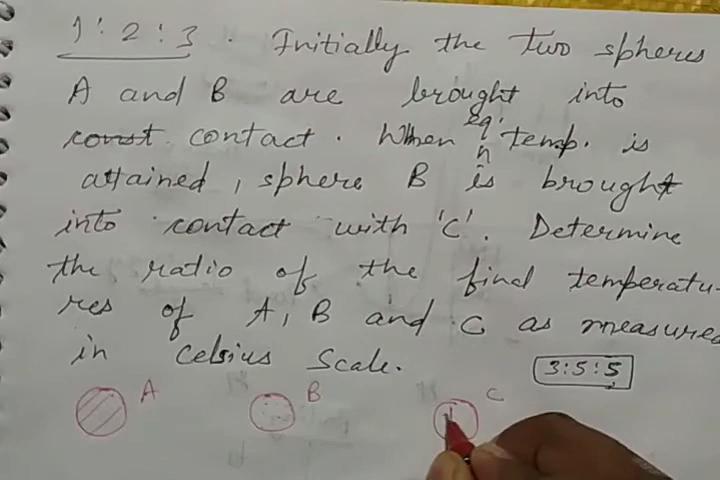 1 : 2 : 3 . Initially the two spheres
A and B are brought into
const contact . When eq'n temp. is
attained, sphere B is brought
into contact with 'C'. Determine
the ratio of the final temperatu-
res of A, B and C as measured
in Celsius Scale.
3:5:5
A B C